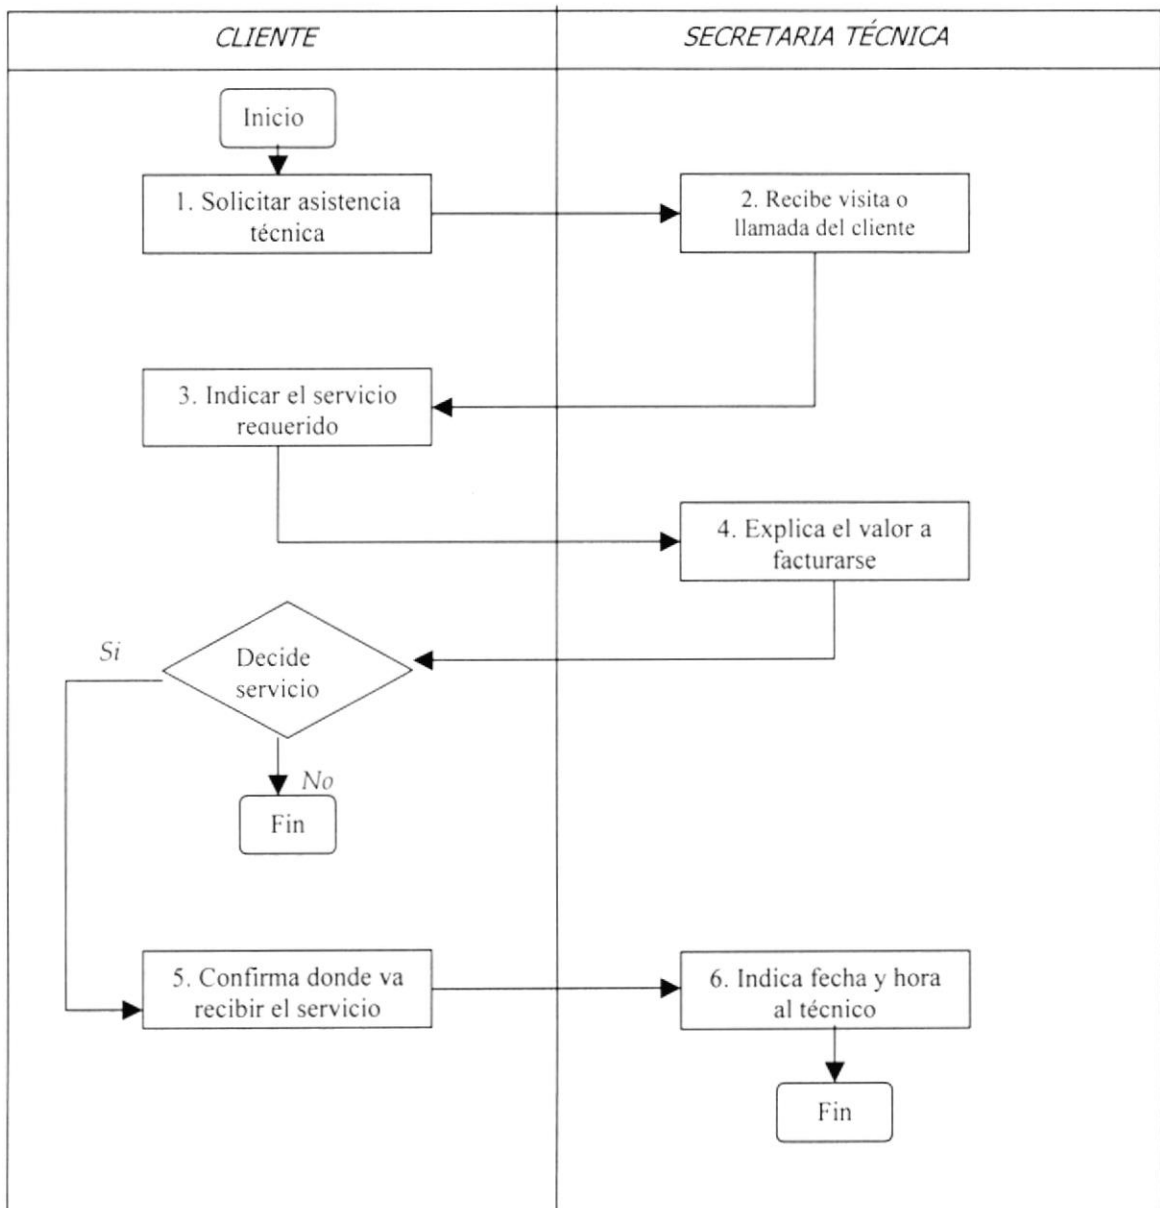 CLIENTE
SECRETARIA TÉCNICA
Inicio
1. Solicitar asistencia
técnica
2. Recibe visita o
llamada del cliente
3. Indicar el servicio
requerido
4. Explica el valor a
facturarse
Si
Decide
servicio
No
Fin
5. Confirma donde va
recibir el servicio
6. Indica fecha y hora
al técnico
Fin